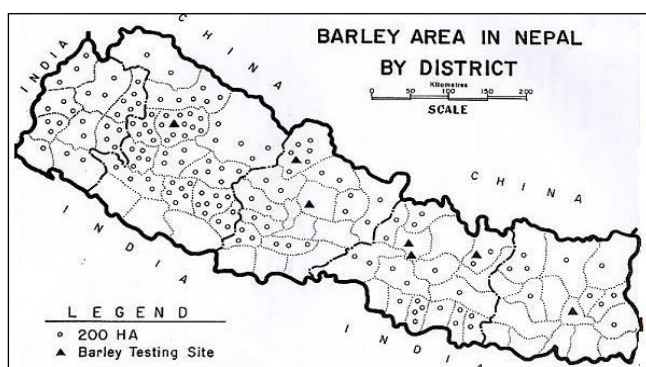 BARLEY AREA IN NEPAL
BY DISTRICT
Kilometres
0 50 100 150 200
SCALE
INDIA
CHINA
CHINA
INDIA
INDIA
LEGEND
200 HA
Barley Testing Site